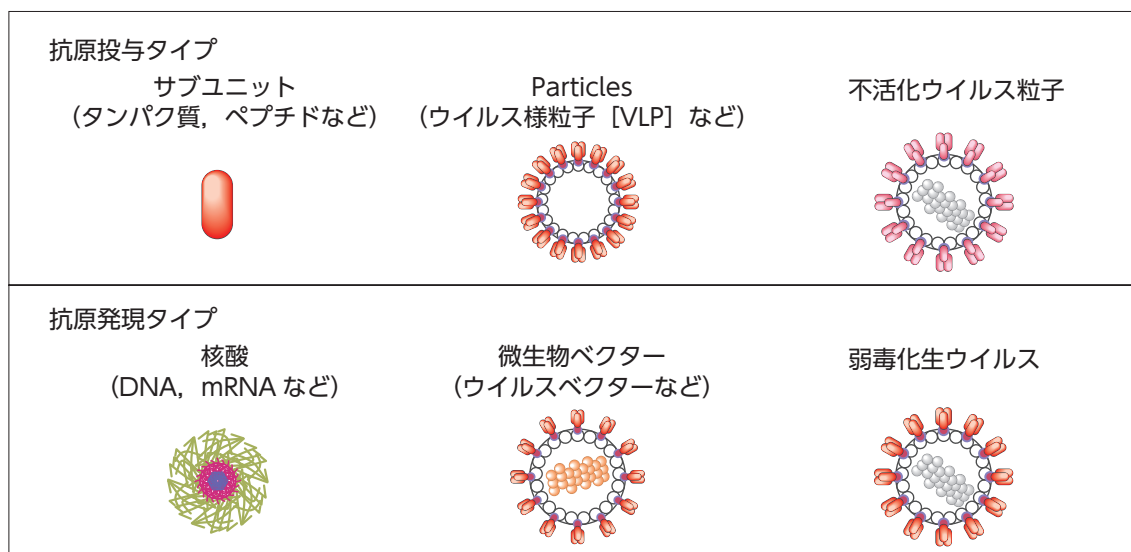 抗原投与タイプ
サブユニット
（タンパク質，ペプチドなど）
Particles
（ウイルス様粒子［VLP］など）
不活化ウイルス粒子
抗原発現タイプ
核酸
（DNA，mRNA など）
微生物ベクター
（ウイルスベクターなど）
弱毒化生ウイルス